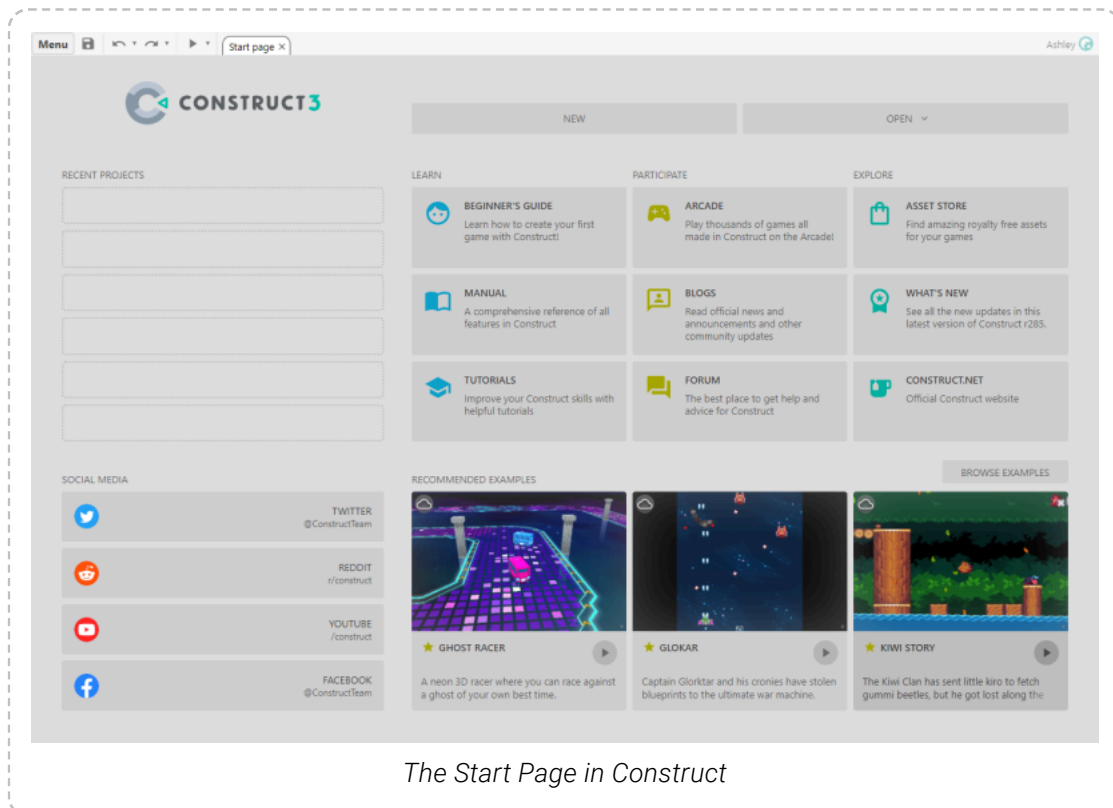 Menu
Start page ×
Ashley
CONSTRUCT3
NEW
OPEN
RECENT PROJECTS
LEARN
BEGINNER'S GUIDE
Learn how to create your first
game with Construct!
MANUAL
A comprehensive reference of all
features in Construct
TUTORIALS
Improve your Construct skills with
helpful tutorials
PARTICIPATE
ARCADE
Play thousands of games all
made in Construct on the Arcade!
BLOGS
Read official news and
announcements and other
community updates
FORUM
The best place to get help and
advice for Construct
EXPLORE
ASSET STORE
Find amazing royalty free assets
for your games
WHAT'S NEW
See all the new updates in this
latest version of Construct r285.
CONSTRUCT.NET
Official Construct website
SOCIAL MEDIA
TWITTER
@ConstructTeam
REDDIT
r/construct
YOUTUBE
/construct
FACEBOOK
@ConstructTeam
RECOMMENDED EXAMPLES
BROWSE EXAMPLES
GHOST RACER
A neon 3D racer where you can race against
a ghost of your own best time.
GLOKAR
Captain Glorktar and his cronies have stolen
blueprints to the ultimate war machine.
KIWI STORY
The Kiwi Clan has sent little kiro to fetch
gummi beetles, but he got lost along the
The Start Page in Construct